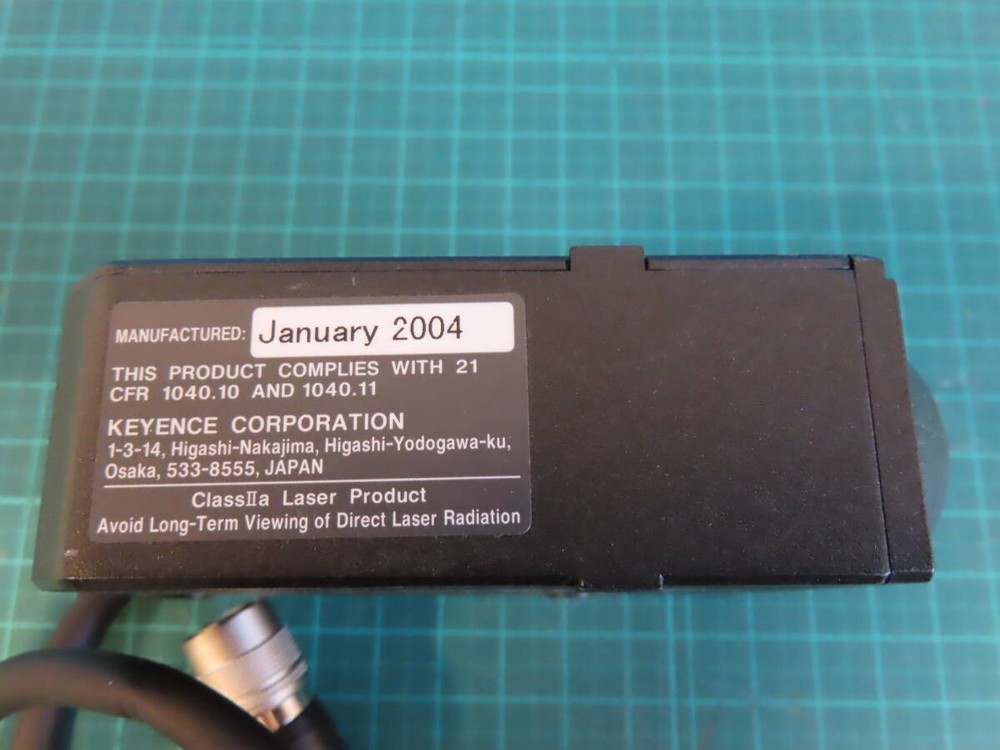 MANUFACTURED: January 2004
THIS PRODUCT COMPLIES WITH 21
CFR 1040.10 AND 1040.11
KEYENCE CORPORATION
1-3-14, Higashi-Nakajima, Higashi-Yodogawa-ku,
Osaka, 533-8555, JAPAN
ClassⅡa Laser Product
Avoid Long-Term Viewing of Direct Laser Radiation